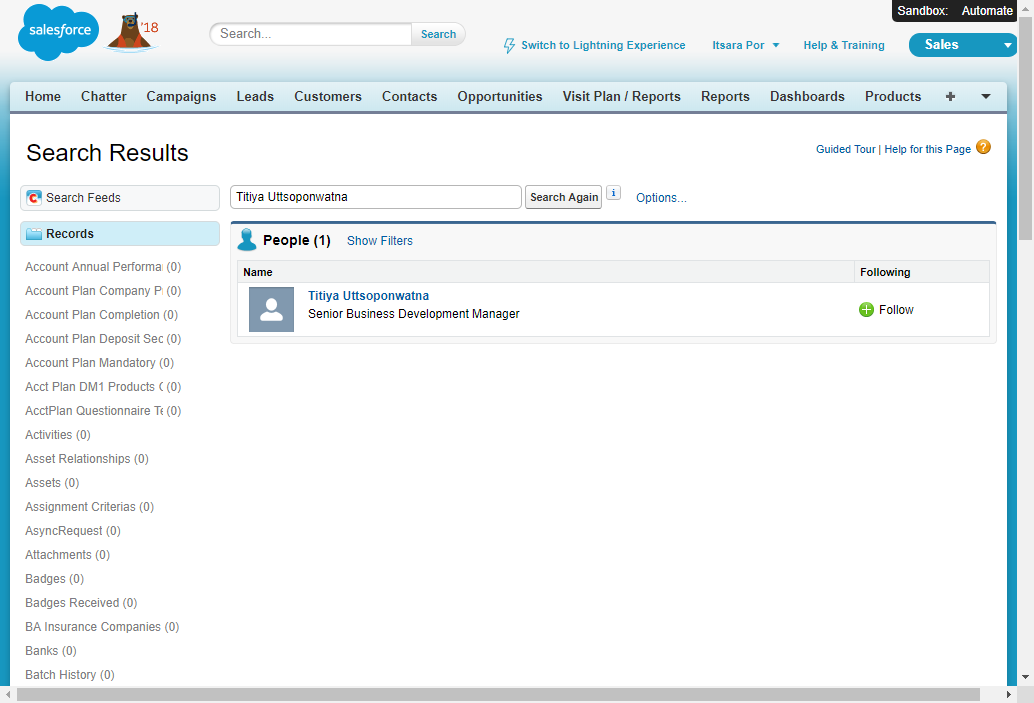 Sandbox: Automate
salesforce
'18
Search...
Search
Switch to Lightning Experience
Itsara Por
Help & Training
Sales
Home Chatter Campaigns Leads Customers Contacts Opportunities Visit Plan / Reports Reports Dashboards Products +
Search Results
Guided Tour | Help for this Page ?
Search Feeds
Titiya Uttsoponwatna
Search Again
i
Options...
Records
People (1)
Show Filters
Name Following
Titiya Uttsoponwatna
Senior Business Development Manager
Follow
Account Annual Performa (0)
Account Plan Company P (0)
Account Plan Completion (0)
Account Plan Deposit Sec (0)
Account Plan Mandatory (0)
Acct Plan DM1 Products C (0)
AcctPlan Questionnaire Te (0)
Activities (0)
Asset Relationships (0)
Assets (0)
Assignment Criterias (0)
AsyncRequest (0)
Attachments (0)
Badges (0)
Badges Received (0)
BA Insurance Companies (0)
Banks (0)
Batch History (0)